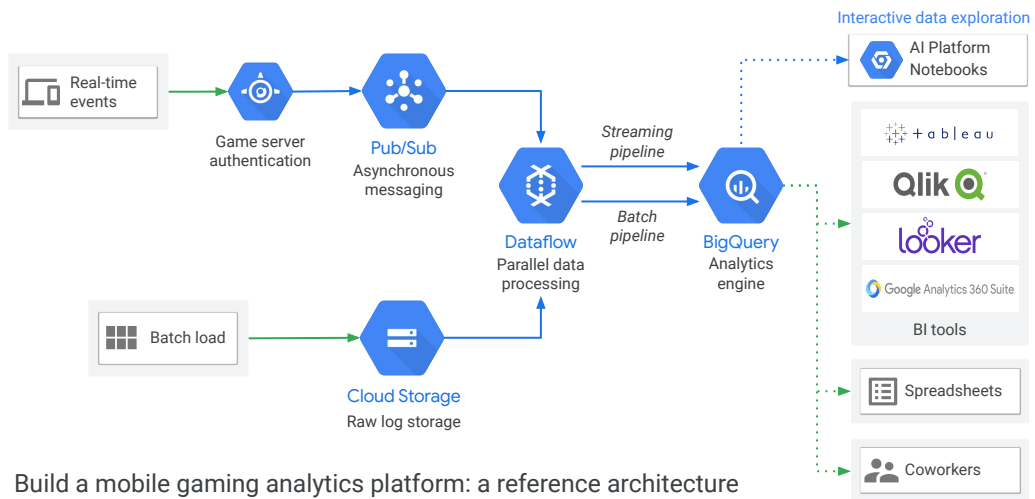 Interactive data exploration
AI Platform
Notebooks
Real-time
events
Game server
authentication
Pub/Sub
Asynchronous
messaging
Streaming
pipeline
Batch
pipeline
Dataflow
Parallel data
processing
BigQuery
Analytics
engine
+ableau
Qlik
looker
Google Analytics 360 Suite
BI tools
Batch load
Cloud Storage
Raw log storage
Spreadsheets
Coworkers
Build a mobile gaming analytics platform: a reference architecture